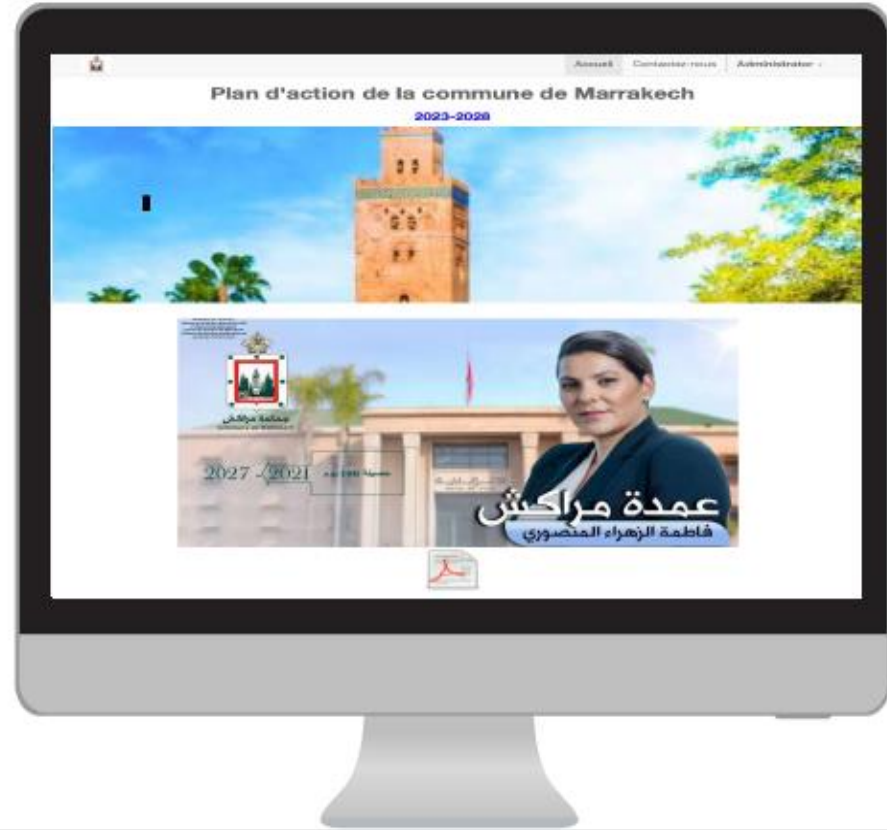 Accueil Contactez-nous Administrator
Plan d'action de la commune de Marrakech
2023-2028
جماعة مراكش
2027 - 2021
عمدة مراكش
فاطمة الزهراء المنصوري